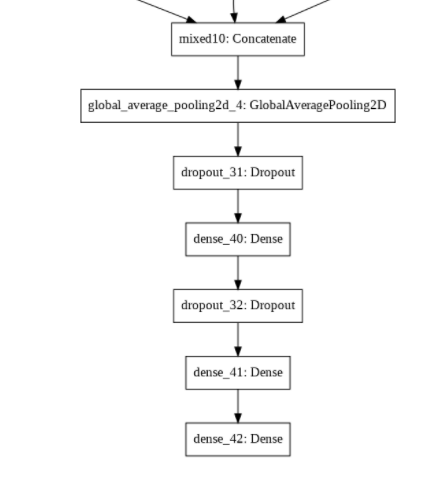 mixed10: Concatenate
global_average_pooling2d_4: GlobalAveragePooling2D
dropout_31: Dropout
dense_40: Dense
dropout_32: Dropout
dense_41: Dense
dense_42: Dense